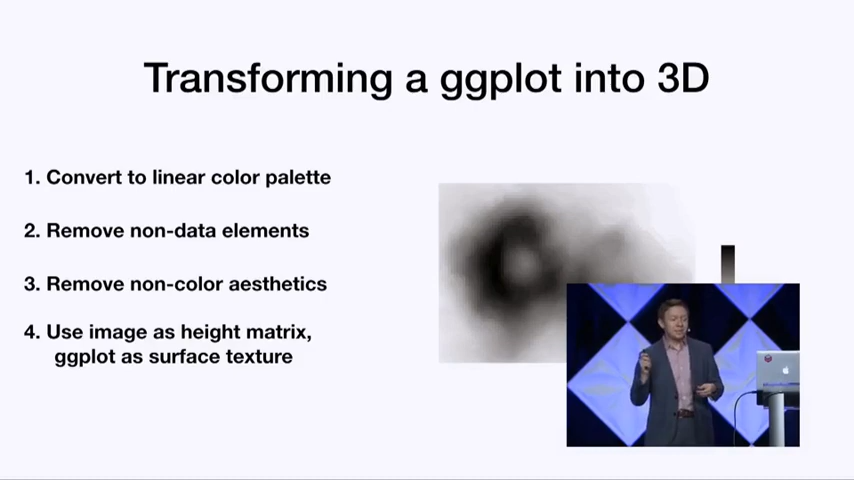 Transforming a ggplot into 3D
1. Convert to linear color palette
2. Remove non-data elements
3. Remove non-color aesthetics
4. Use image as height matrix,
ggplot as surface texture